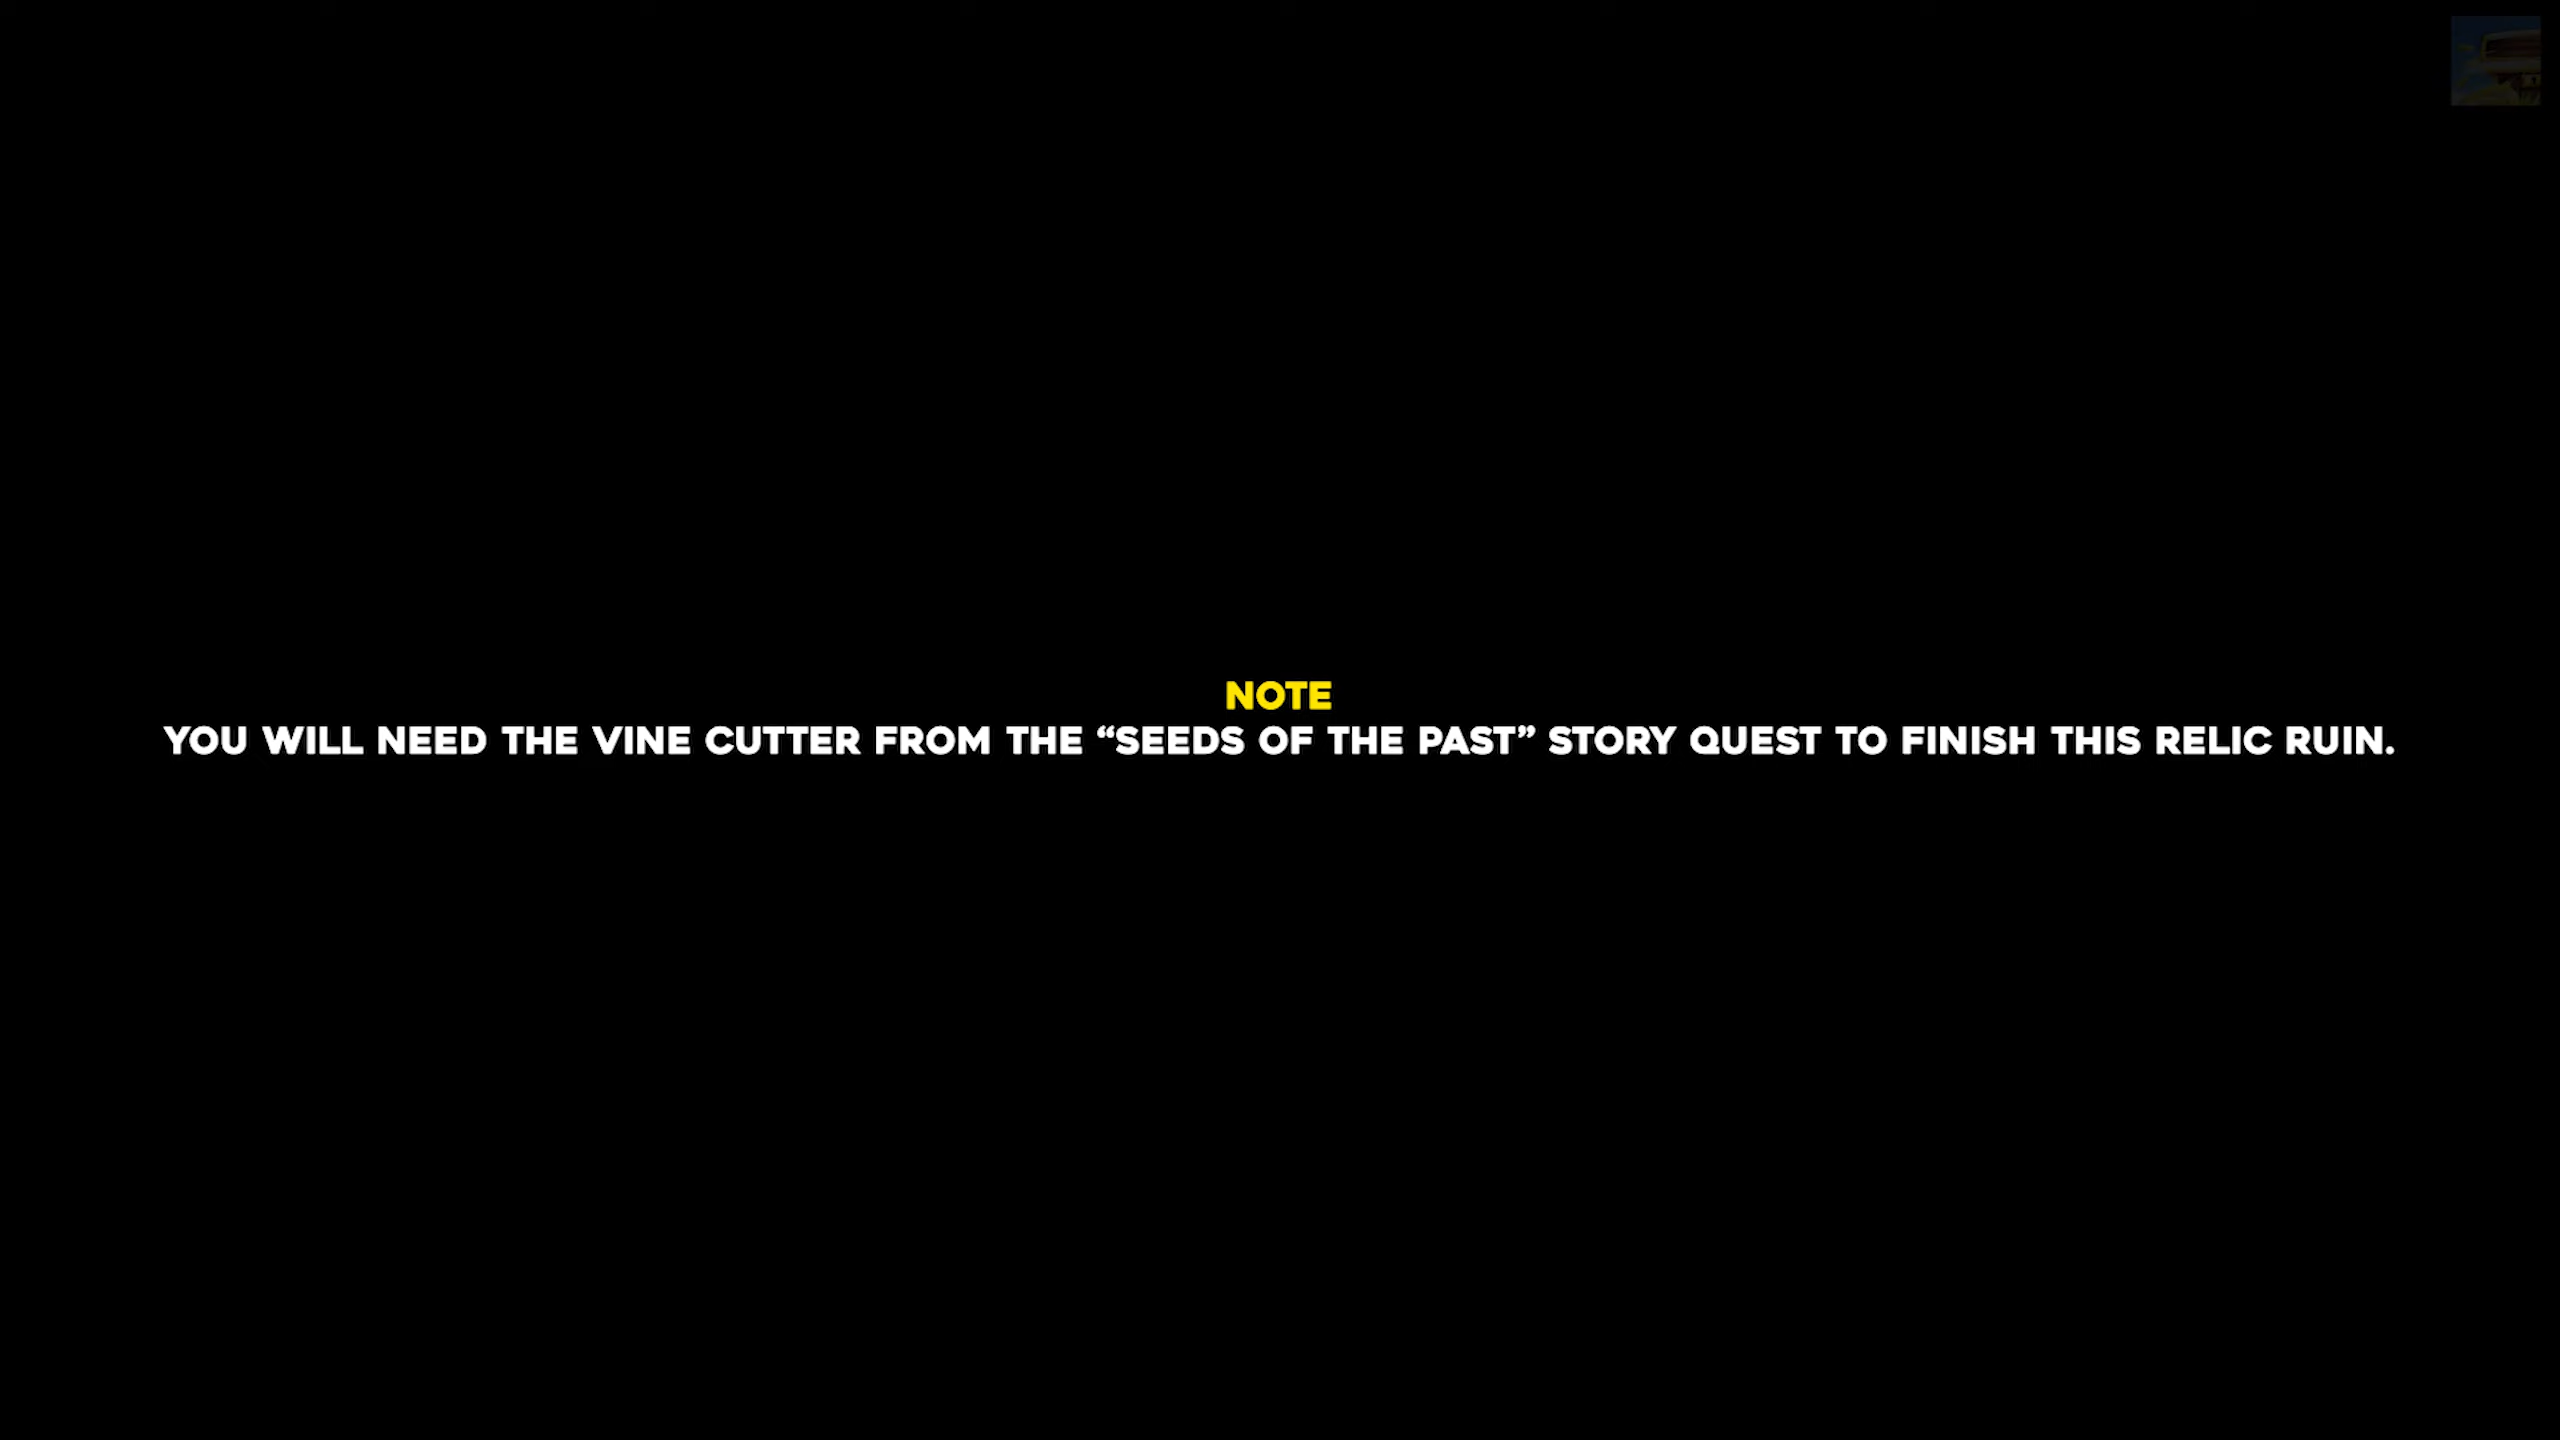 NOTE
YOU WILL NEED THE VINE CUTTER FROM THE “SEEDS OF THE PAST” STORY QUEST TO FINISH THIS RELIC RUIN.